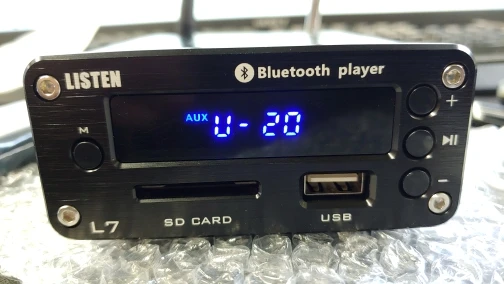 LISTEN
Bluetooth player
AUX U-20
M
+
-
L7
SD CARD
USB